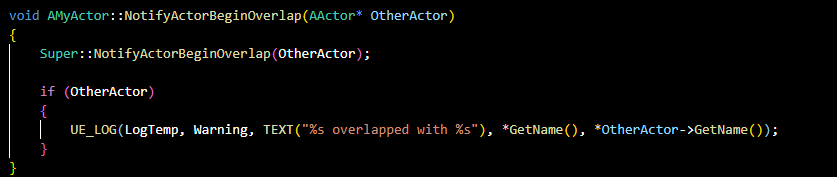 void AMyActor::NotifyActorBeginOverlap(AActor* OtherActor)
{
    Super::NotifyActorBeginOverlap(OtherActor);
    if (OtherActor)
    {
        UE_LOG(LogTemp, Warning, TEXT("%s overlapped with %s"), *GetName(), *OtherActor->GetName());
    }
}